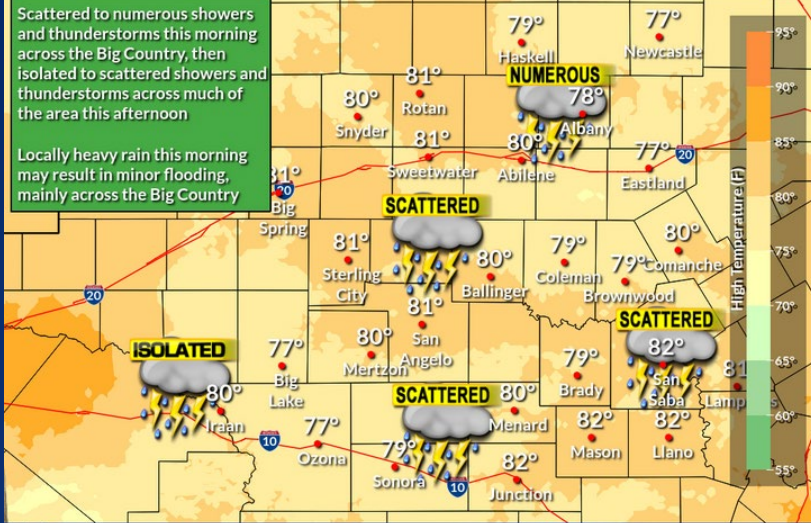 Scattered to numerous showers
and thunderstorms this morning
across the Big Country, then
isolated to scattered showers and
thunderstorms across much of
the area this afternoon
Locally heavy rain this morning
may result in minor flooding,
mainly across the Big Country
79°
Haskell
77°
Newcastle
NUMEROUS
78°
Albany
81°
Rotan
80°
Snyder
81°
Sweetwater
80°
Abilene
77°
Eastland
20
81°
20
Big
Spring
SCATTERED
81°
Sterling
City
80°
Ballinger
79°
Coleman
79°
Brownwood
80°
Comanche
20
81°
San
Angelo
SCATTERED
82°
San
Saba
ISOLATED
80°
Iraan
77°
Big
Lake
80°
Mertzon
79°
Brady
81
SCATTERED
80°
Menard
82°
Mason
82°
Llano
10
77°
Ozona
79°
Sonora
10
82°
Junction
High Temperature (F)
95°
90°
85°
80°
75°
70°
65°
60°
55°